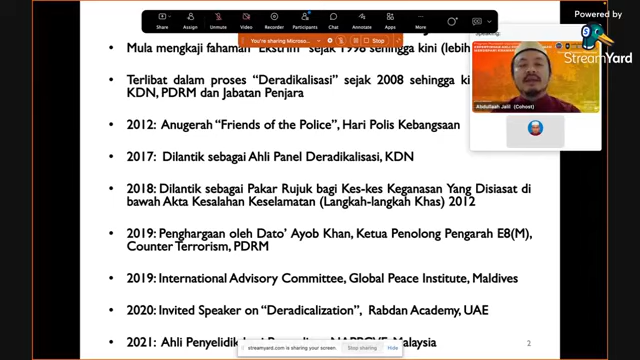 Powered by
StreamYard
Share
Assign
Unmute
Video
Recorder
Participants
Chat
Annotate
Apps
More
You're sharing Microso...
Stop
Mula mengkaji fahaman "Ekstrim" sejak 1998 sehingga kini (lebih
Terlibat dalam proses "Deradikalisasi" sejak 2008 sehingga ki
KDN, PDRM dan Jabatan Penjara
Abdullaah Jalil (Cohost)
2012: Anugerah "Friends of the Police", Hari Polis Kebangsaan
2017: Dilantik sebagai Ahli Panel Deradikalisasi, KDN
2018: Dilantik sebagai Pakar Rujuk bagi Kes-kes Keganasan Yang Disiasat di
bawah Akta Kesalahan Keselamatan (Langkah-langkah Khas) 2012
2019: Penghargaan oleh Dato' Ayob Khan, Ketua Penolong Pengarah E8(M),
Counter Terrorism, PDRM
2019: International Advisory Committee, Global Peace Institute, Maldives
2020: Invited Speaker on "Deradicalization", Rabdan Academy, UAE
2021: Ahli Penyelidik
Malaysia
streamyard.com is sharing your screen.
Stop sharing
Hide
2